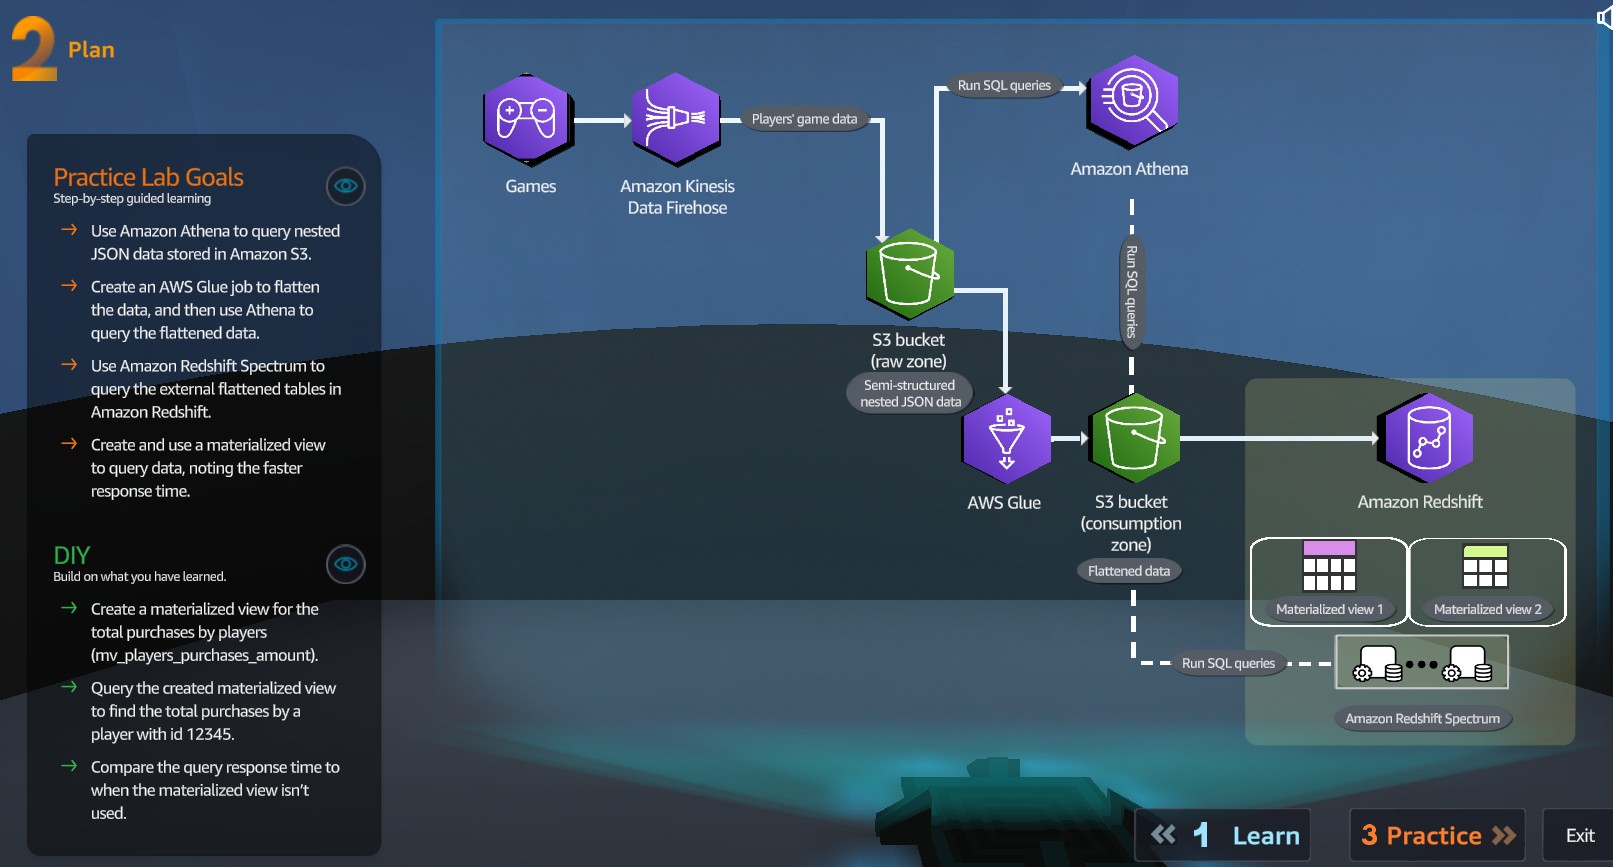 2 Plan
Practice Lab Goals
Step-by-step guided learning
Use Amazon Athena to query nested
JSON data stored in Amazon S3.
Create an AWS Glue job to flatten
the data, and then use Athena to
query the flattened data.
Use Amazon Redshift Spectrum to
query the external flattened tables in
Amazon Redshift.
Create and use a materialized view
to query data, noting the faster
response time.
DIY
Build on what you have learned.
Create a materialized view for the
total purchases by players
(mv_players_purchases_amount).
Query the created materialized view
to find the total purchases by a
player with id 12345.
Compare the query response time to
when the materialized view isn't
used.
Games
Amazon Kinesis
Data Firehose
Players' game data
Run SQL queries
Amazon Athena
Run SQL queries
S3 bucket
(raw zone)
Semi-structured
nested JSON data
AWS Glue
S3 bucket
(consumption
zone)
Flattened data
Amazon Redshift
Materialized view 1
Materialized view 2
Run SQL queries
Amazon Redshift Spectrum
1 Learn
3 Practice
Exit